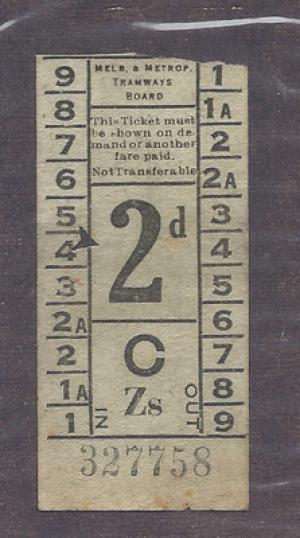 MELB. & METROP.
TRAMWAYS
BOARD
This Ticket must
be shown on de-
mand or another
fare paid.
Not Transferable
2d
C
Zs
IN
OUT
9
8
7
6
5
4
3
2A
2
1A
1
1
1A
2
2A
3
4
5
6
7
8
9
327758